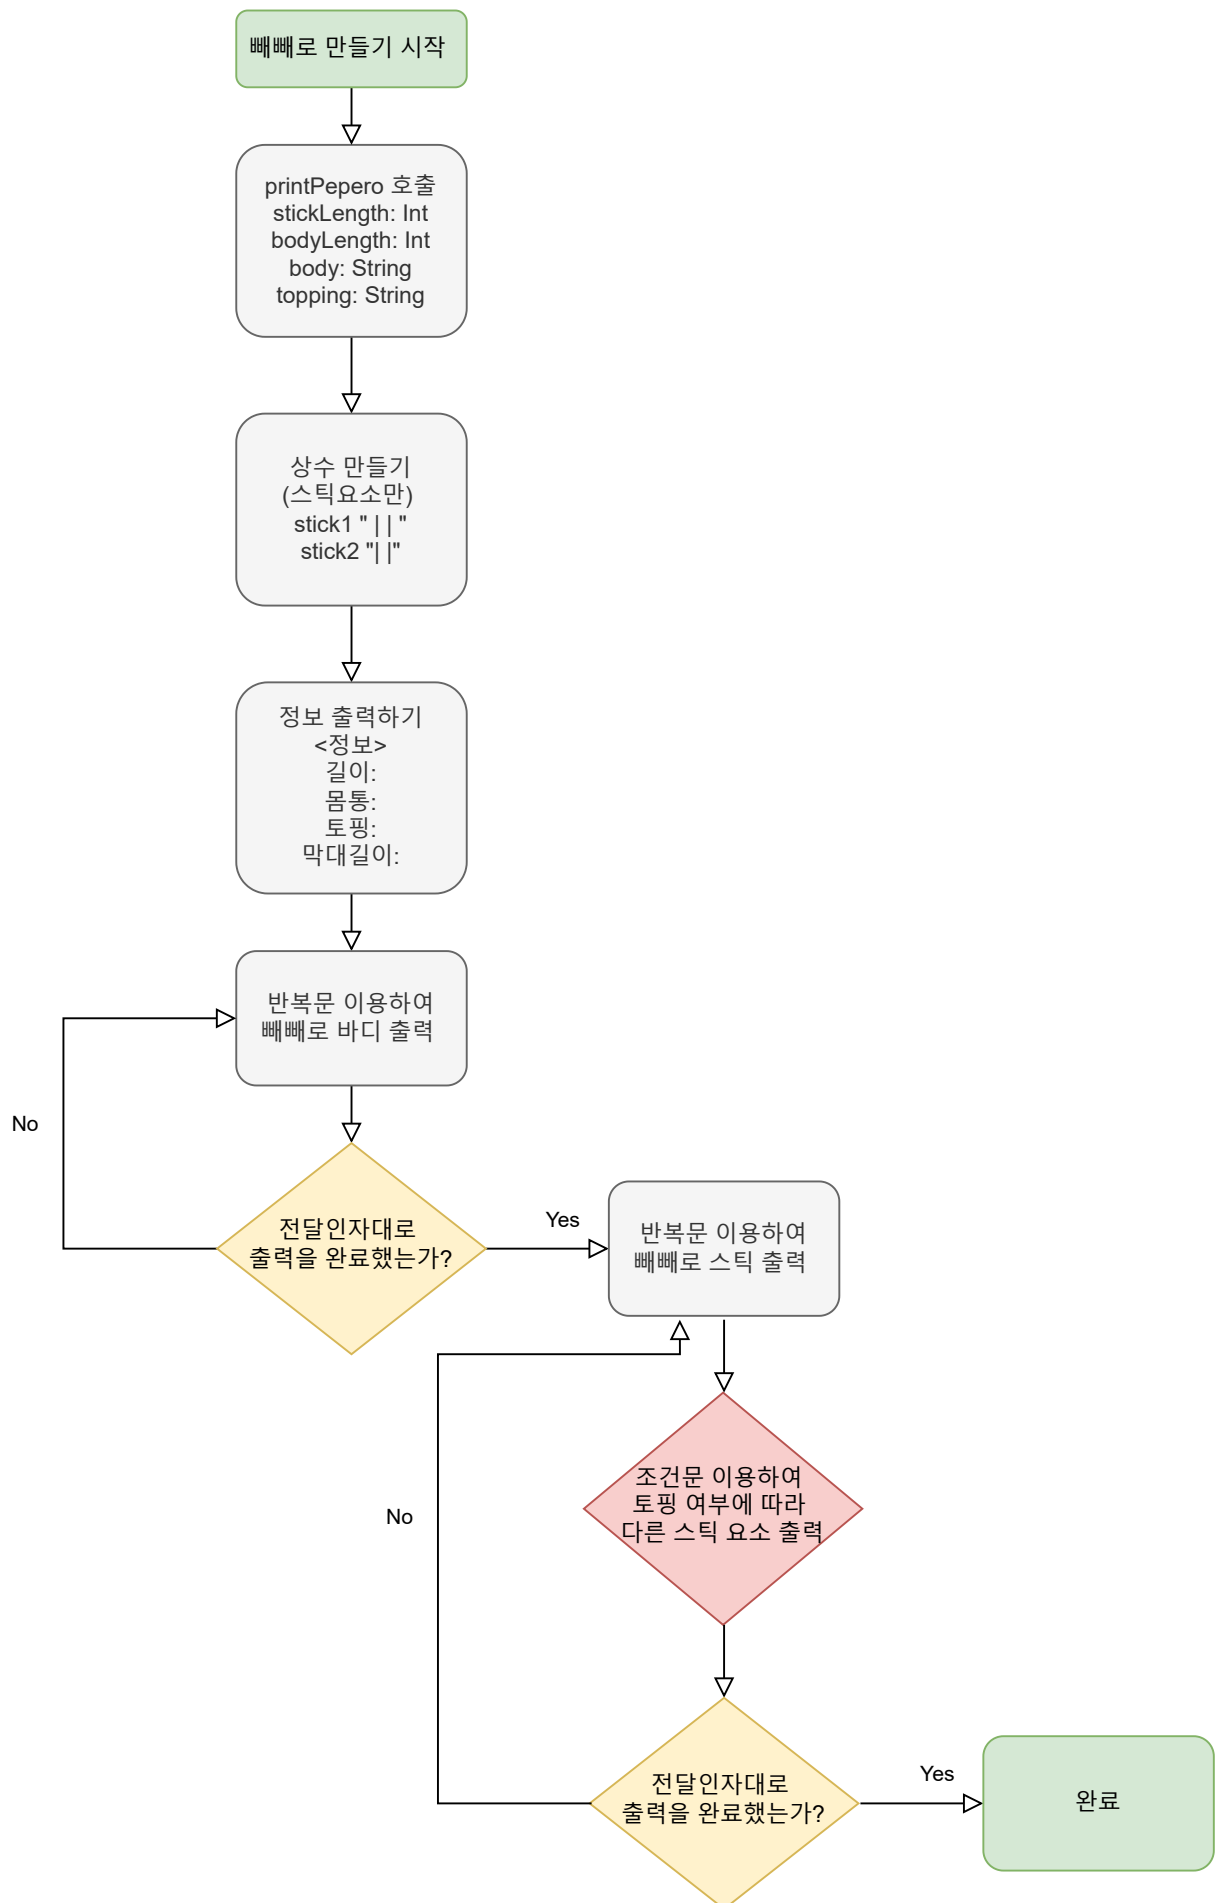 빼빼로 만들기 시작
printPepero 호출
stickLength: Int
bodyLength: Int
body: String
topping: String
상수 만들기
(스틱요소만)
stick1 " | | "
stick2 "| |"
정보 출력하기
<정보>
길이:
몸통:
토핑:
막대길이:
반복문 이용하여
빼빼로 바디 출력
No
전달인자대로
출력을 완료했는가?
Yes
반복문 이용하여
빼빼로 스틱 출력
조건문 이용하여
토핑 여부에 따라
다른 스틱 요소 출력
No
전달인자대로
출력을 완료했는가?
Yes
완료